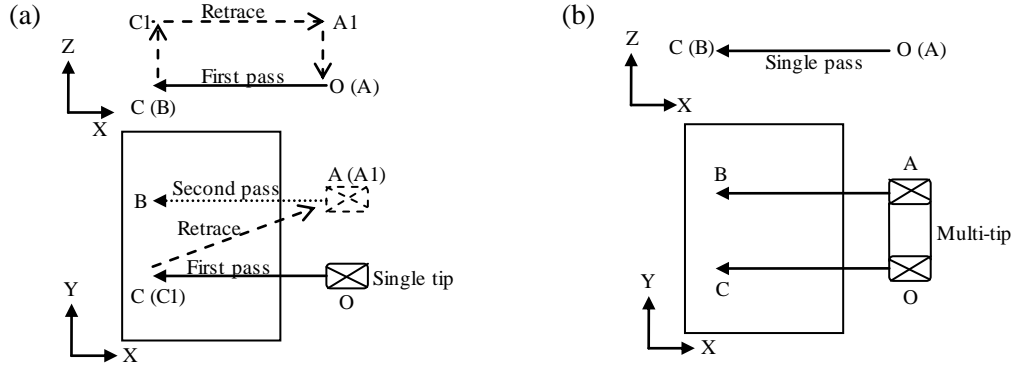 (a)
C1
Retrace
A1
Z
First pass
O (A)
C (B)
X
A (A1)
B
Second pass
Retrace
First pass
Single tip
C (C1)
O
Y
X
(b)
Z
C (B)
O (A)
Single pass
X
A
B
Multi-tip
C
O
Y
X